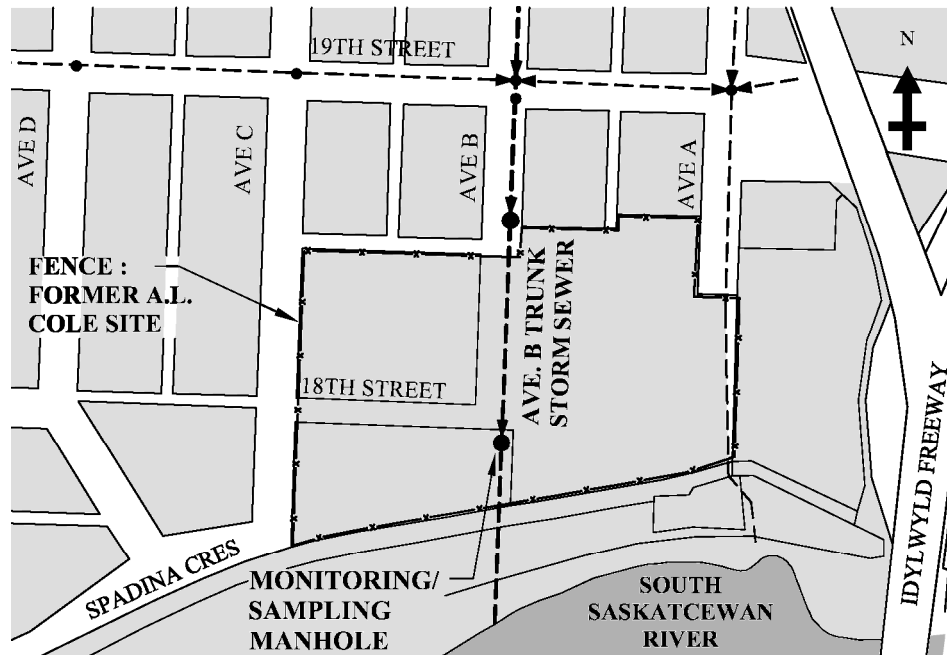 19TH STREET
N
AVE D
AVE C
AVE B
AVE A
FENCE :
FORMER A.L.
COLE SITE
AVE. B TRUNK
STORM SEWER
18TH STREET
IDYLWYLD FREEWAY
SPADINA CRES
MONITORING/
SAMPLING
MANHOLE
SOUTH
SASKATCEWAN
RIVER